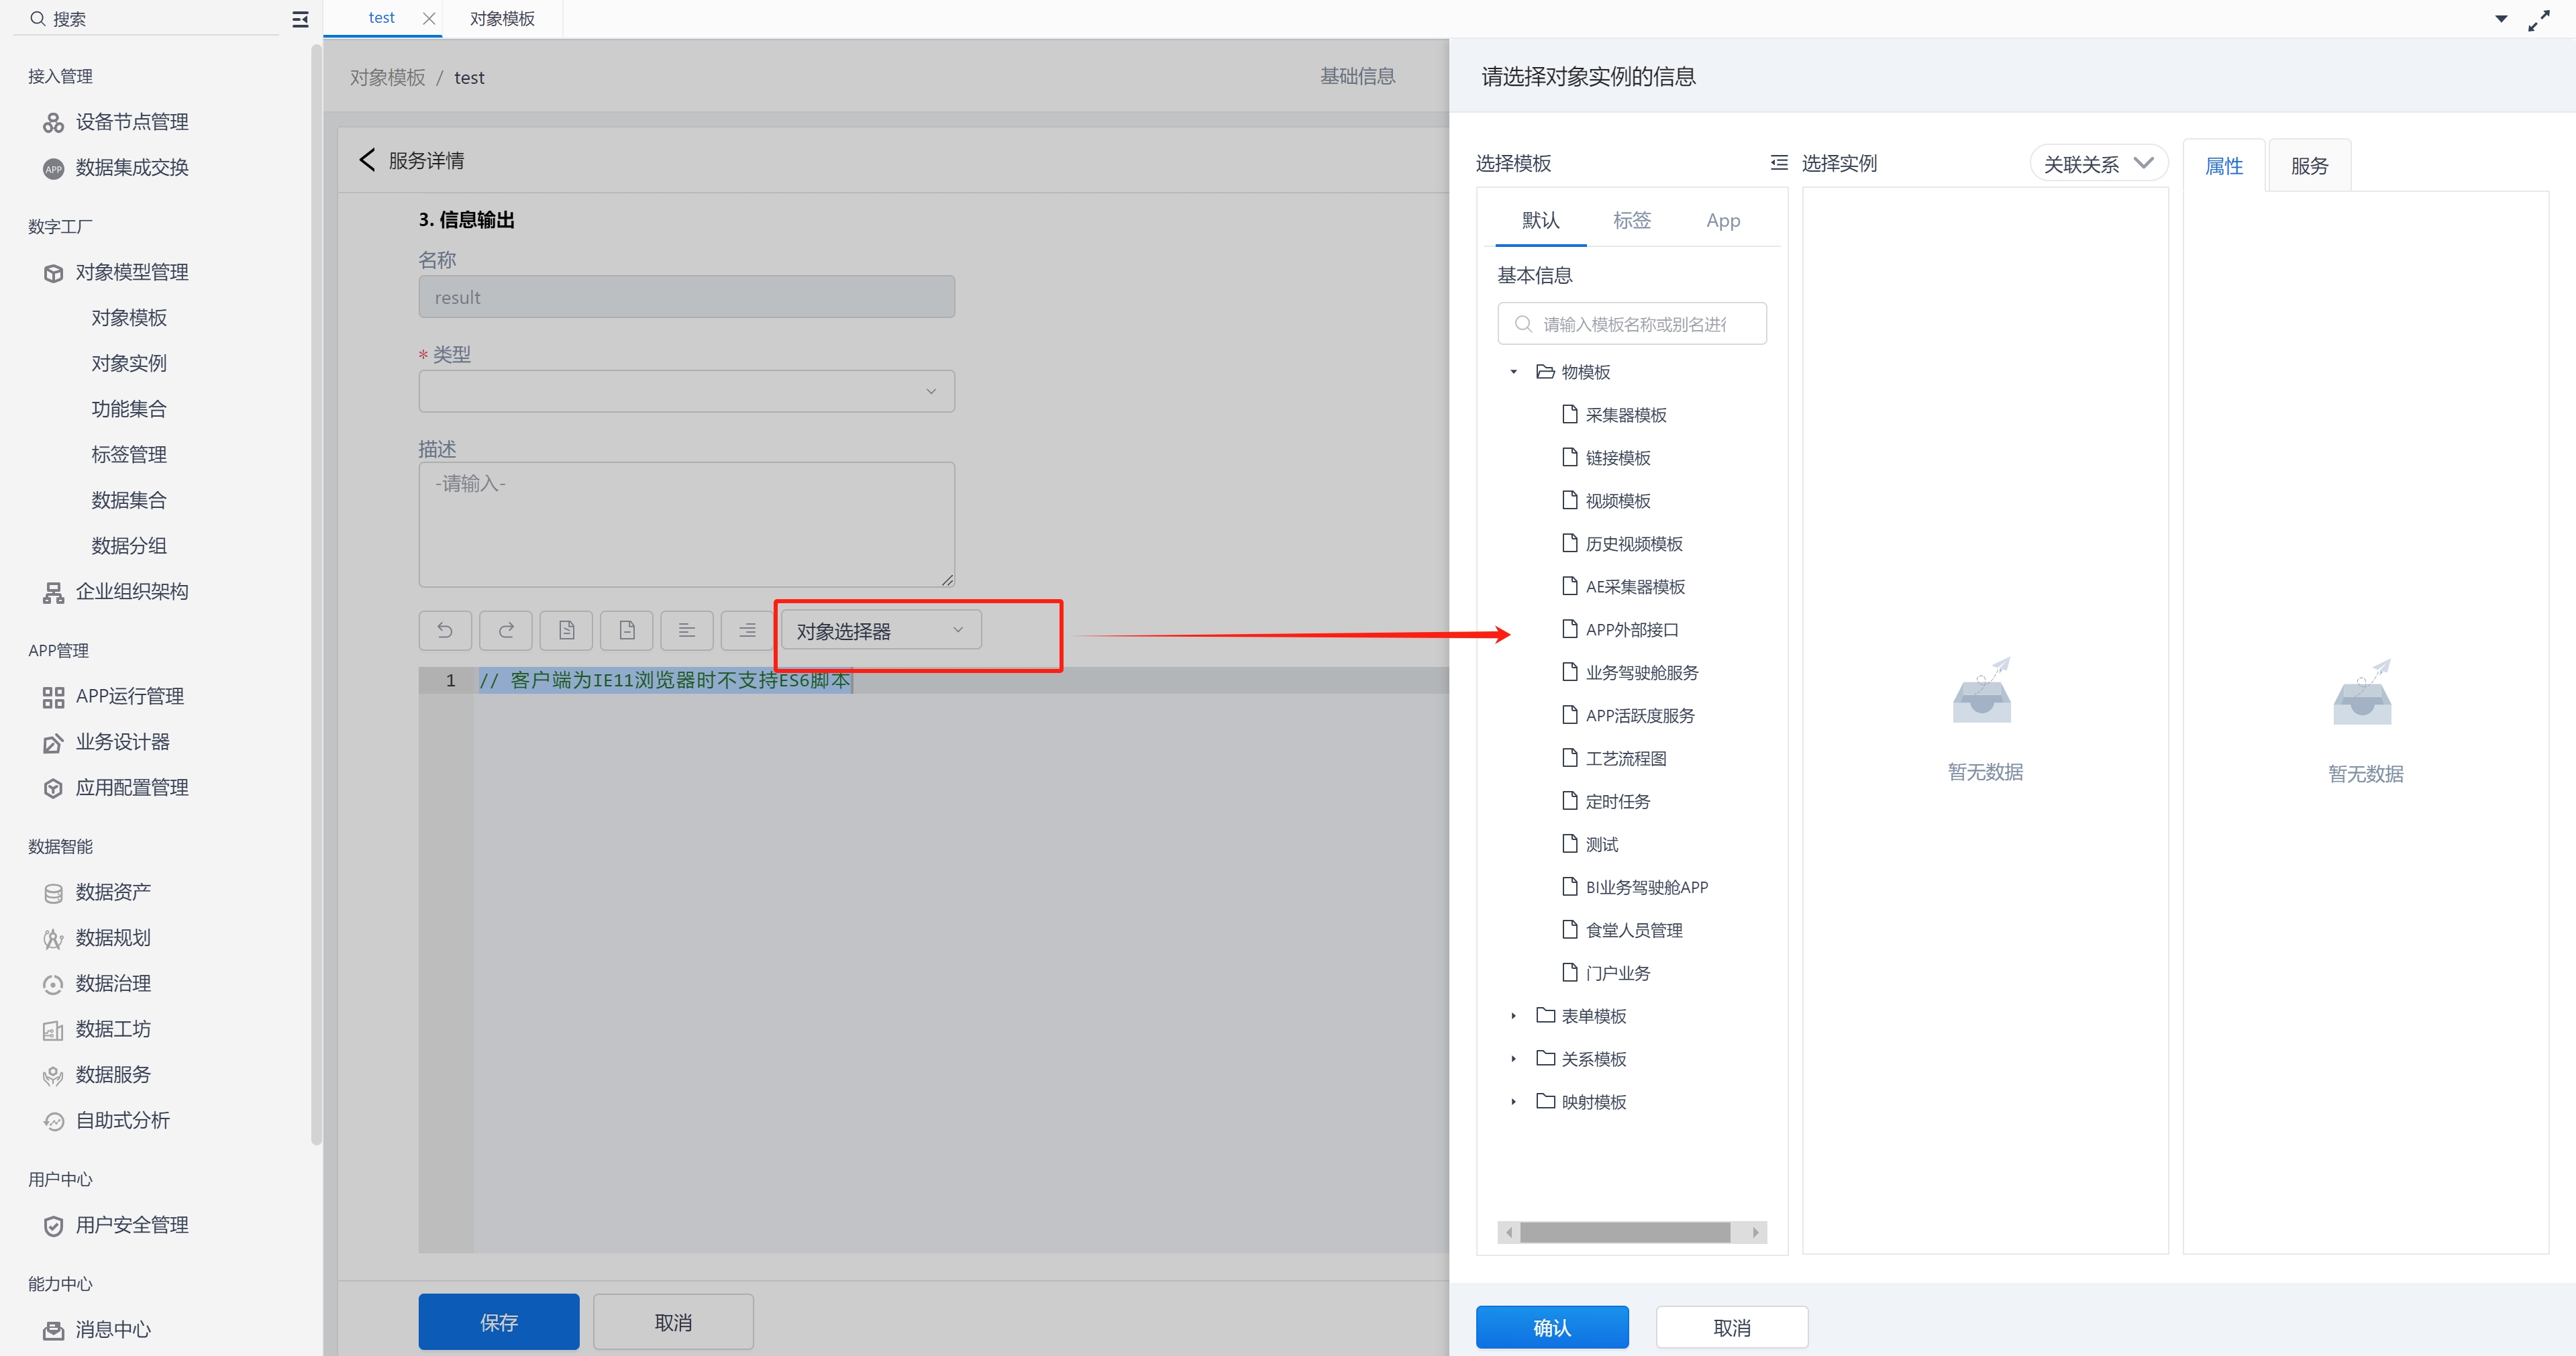 搜索
接入管理
设备节点管理
APP
数据集成交换
数字工厂
对象模型管理
对象模板
对象实例
功能集合
标签管理
数据集合
数据分组
企业组织架构
APP管理
APP运行管理
业务设计器
应用配置管理
数据智能
数据资产
数据规划
数据治理
数据工坊
数据服务
自助式分析
用户中心
用户安全管理
能力中心
消息中心
test
对象模板
对象模板 / test
基础信息
服务详情
3. 信息输出
名称
result
* 类型
描述
-请输入-
对象选择器
1 // 客户端为IE11浏览器时不支持ES6脚本
保存
取消
请选择对象实例的信息
选择模板
默认
标签
App
基本信息
请输入模板名称或别名进行
物模板
采集器模板
链接模板
视频模板
历史视频模板
AE采集器模板
APP外部接口
业务驾驶舱服务
APP活跃度服务
工艺流程图
定时任务
测试
BI业务驾驶舱APP
食堂人员管理
门户业务
表单模板
关系模板
映射模板
选择实例
关联关系
暂无数据
属性
服务
暂无数据
确认
取消